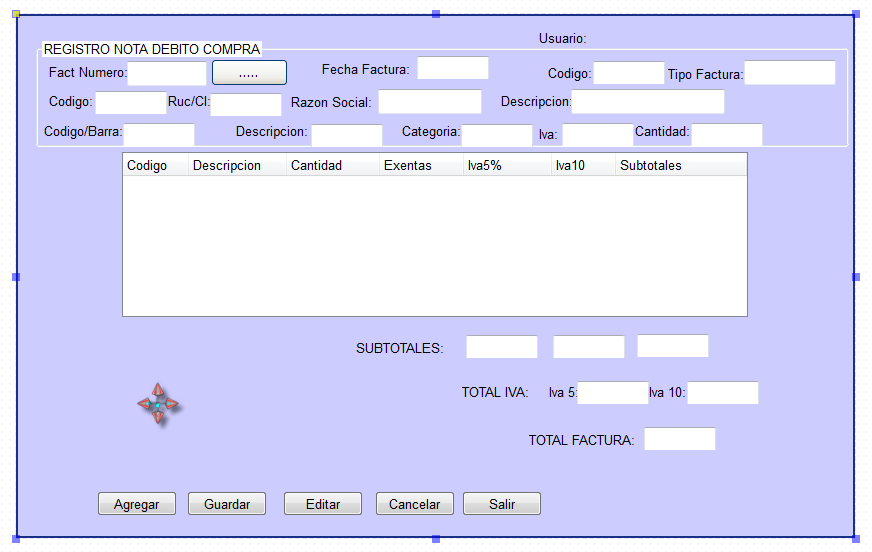 Usuario:
REGISTRO NOTA DEBITO COMPRA
Fact Numero: ..... Fecha Factura: Codigo: Tipo Factura:
Codigo: Ruc/CI: Razon Social: Descripcion:
Codigo/Barra: Descripcion: Categoria: Iva: Cantidad:
Codigo Descripcion Cantidad Exentas Iva5% Iva10 Subtotales
SUBTOTALES:
TOTAL IVA: Iva 5: Iva 10:
TOTAL FACTURA:
Agregar Guardar Editar Cancelar Salir